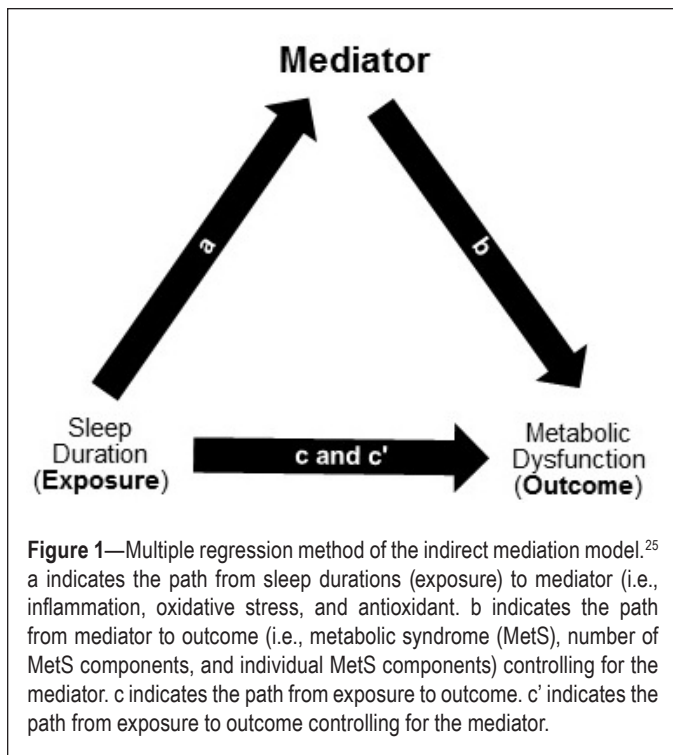 Mediator
a
b
Sleep
Duration
(Exposure)
c and c'
Metabolic
Dysfunction
(Outcome)
Figure 1—Multiple regression method of the indirect mediation model.25
a indicates the path from sleep durations (exposure) to mediator (i.e.,
inflammation, oxidative stress, and antioxidant. b indicates the path
from mediator to outcome (i.e., metabolic syndrome (MetS), number of
MetS components, and individual MetS components) controlling for the
mediator. c indicates the path from exposure to outcome. c’ indicates the
path from exposure to outcome controlling for the mediator.